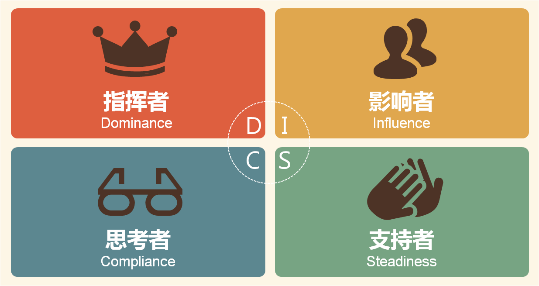 指挥者
Dominance
影响者
Influence
D I
C S
思考者
Compliance
支持者
Steadiness